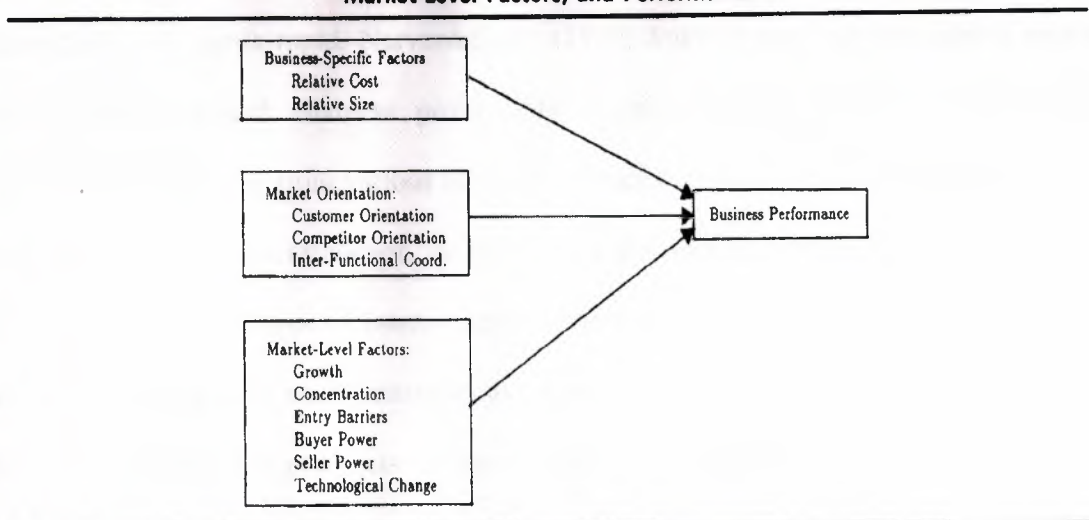 Market-Level Factors, and
Business-Specific Factors
Relative Cost
Relative Size
Market Orientation:
Customer Orientation
Competitor Orientation
Inter-Functional Coord.
Business Performance
Market-Level Factors:
Growth
Concentration
Entry Barriers
Buyer Power
Seller Power
Technological Change